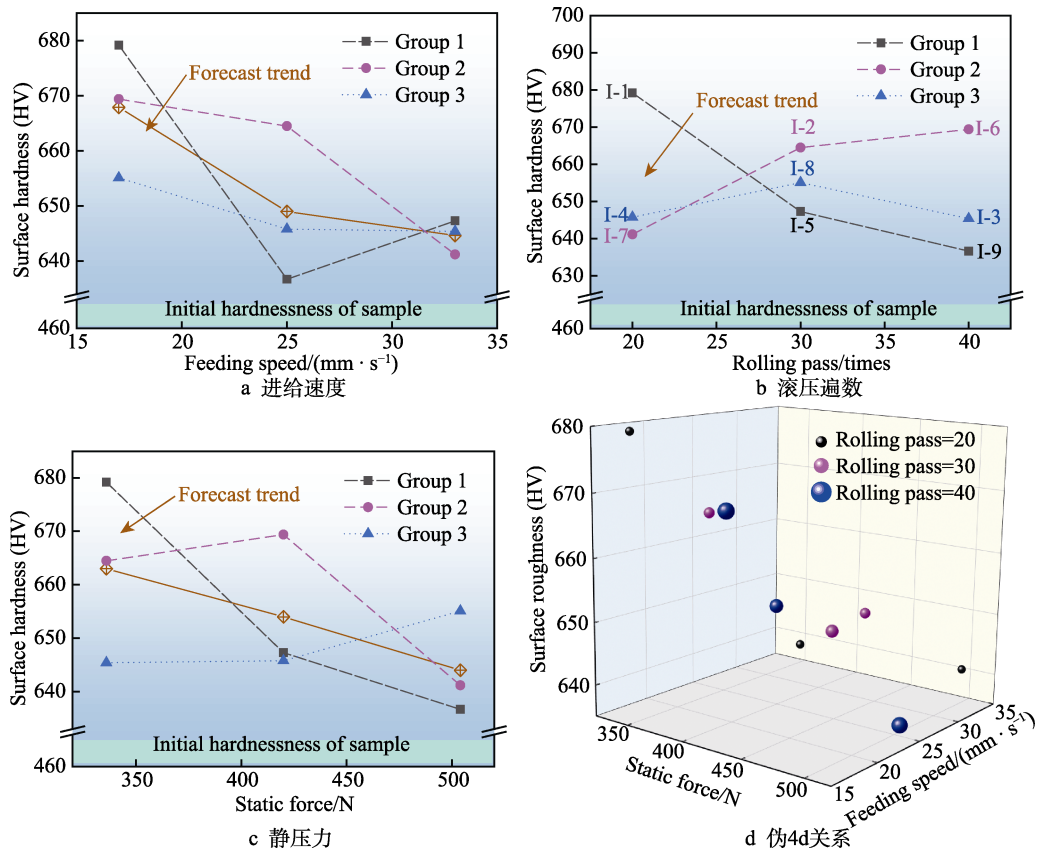 680
670
660
650
640
460
Surface hardness (HV)
Group 1
Group 2
Group 3
Forecast trend
Initial hardnessness of sample
15
20
25
30
35
Feeding speed/(mm · s⁻¹)
a 进给速度
700
690
680
670
660
650
640
630
460
Surface hardness (HV)
Group 1
Group 2
Group 3
Forecast trend
I-1
I-2
I-6
I-8
I-4
I-7
I-5
I-3
I-9
Initial hardnessness of sample
20
25
30
35
40
Rolling pass/times
b 滚压遍数
680
670
660
650
640
460
Surface hardness (HV)
Group 1
Group 2
Group 3
Forecast trend
Initial hardnessness of sample
350
400
450
500
Static force/N
c 静压力
680
670
660
650
640
Surface roughness (HV)
Rolling pass=20
Rolling pass=30
Rolling pass=40
350
400
450
500
Static force/N
15
20
25
30
35
Feeding speed/(mm · s⁻¹)
d 伪4d关系